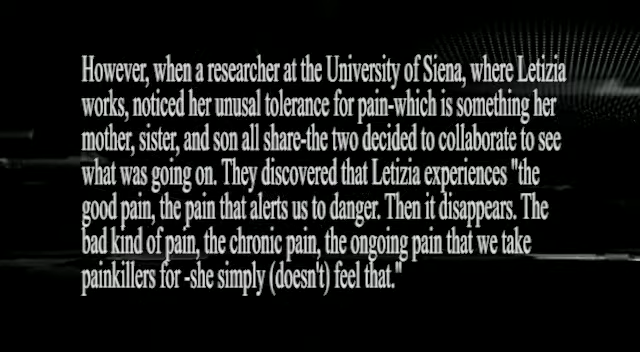 However, when a researcher at the University of Siena, where Letizia
works, noticed her unusal tolerance for pain-which is something her
mother, sister, and son all share-the two decided to collaborate to see
what was going on. They discovered that Letizia experiences "the
good pain, the pain that alerts us to danger. Then it disappears. The
bad kind of pain, the chronic pain, the ongoing pain that we take
painkillers for -she simply (doesn't) feel that."